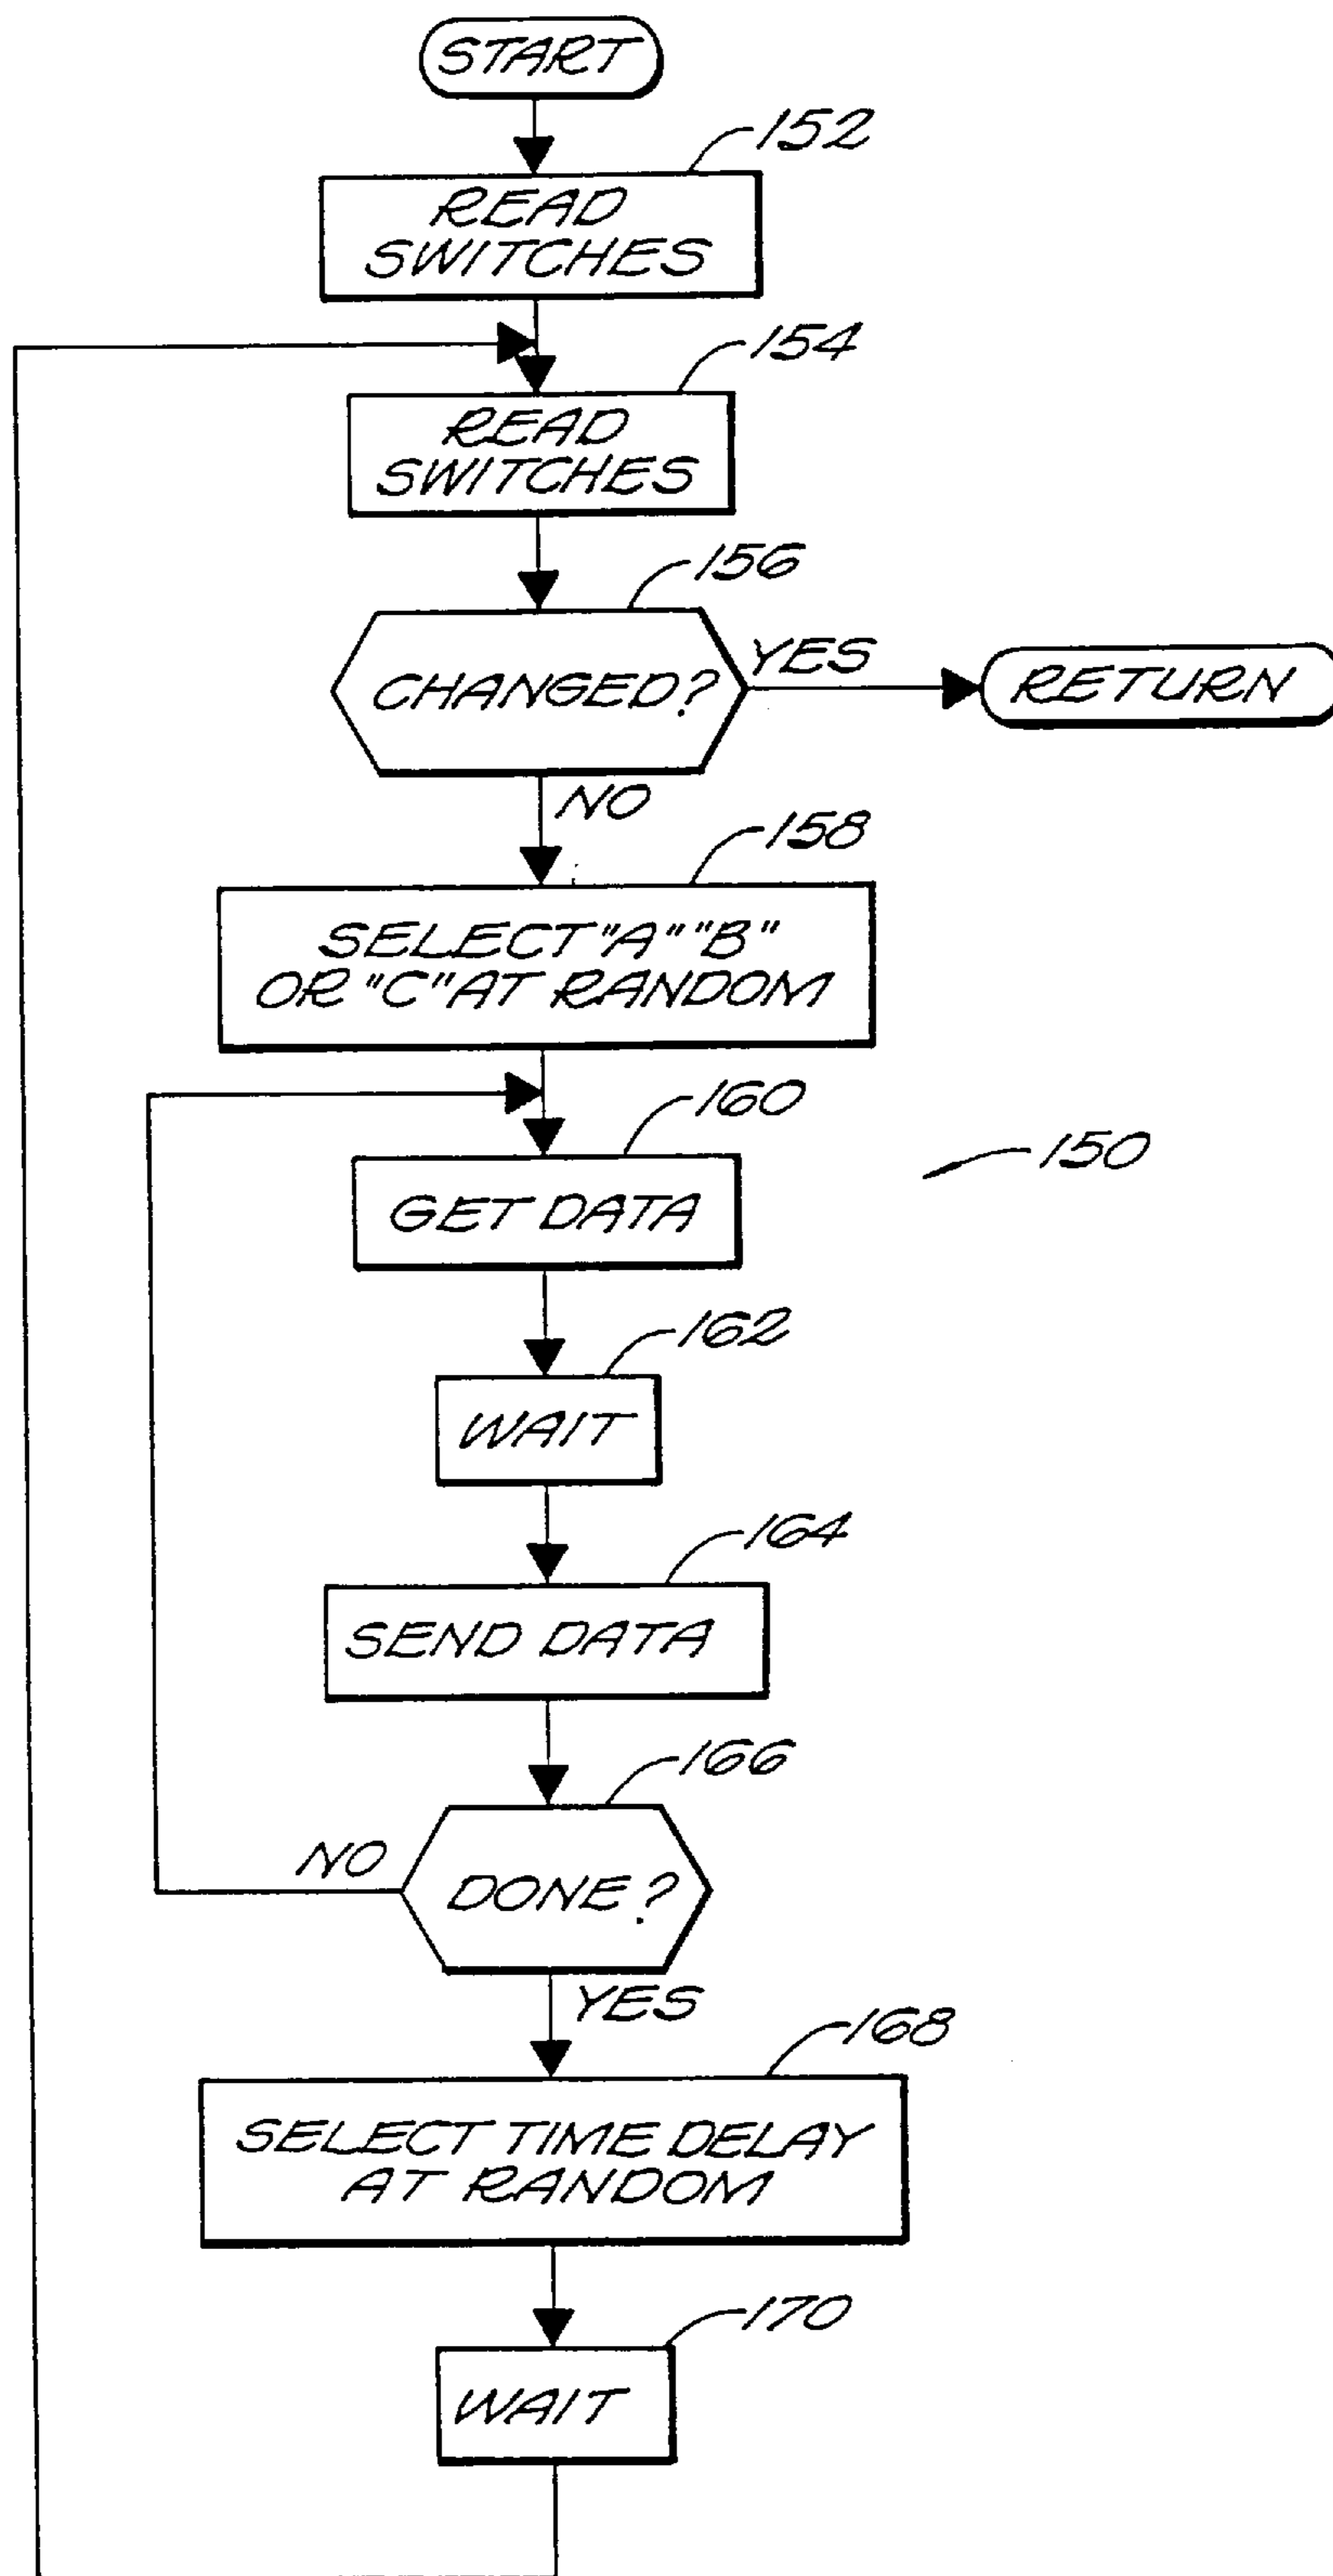 START
152
READ
SWITCHES
154
READ
SWITCHES
156
CHANGED?
YES
RETURN
NO
158
SELECT "A" "B"
OR "C" AT RANDOM
160
150
GET DATA
162
WAIT
164
SEND DATA
166
NO
DONE?
YES
168
SELECT TIME DELAY
AT RANDOM
170
WAIT